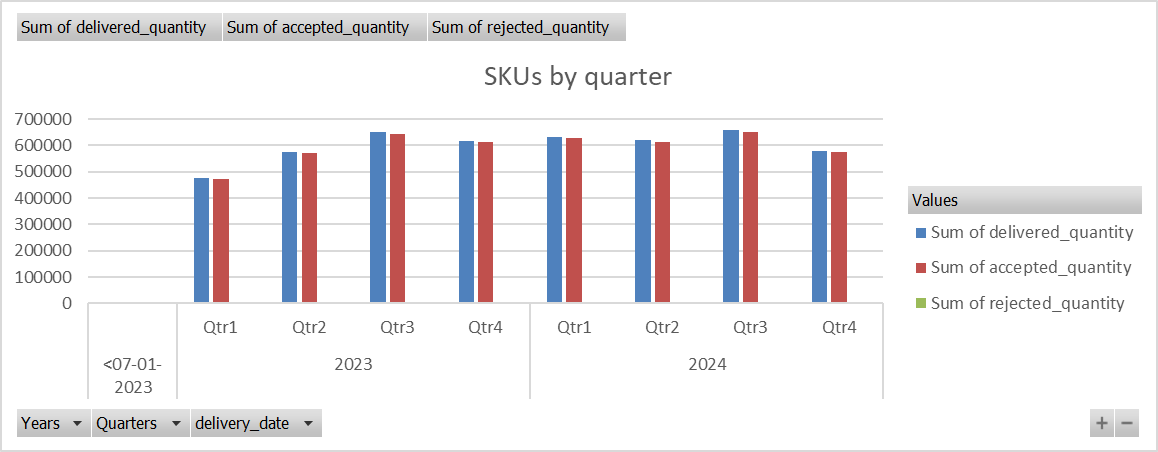 Sum of delivered_quantity Sum of accepted_quantity Sum of rejected_quantity
SKUs by quarter
700000
600000
500000
400000
300000
200000
100000
0
Qtr1 Qtr2 Qtr3 Qtr4 Qtr1 Qtr2 Qtr3 Qtr4
<07-01-
2023
2023 2024
Values
Sum of delivered_quantity
Sum of accepted_quantity
Sum of rejected_quantity
Years Quarters delivery_date
+ −